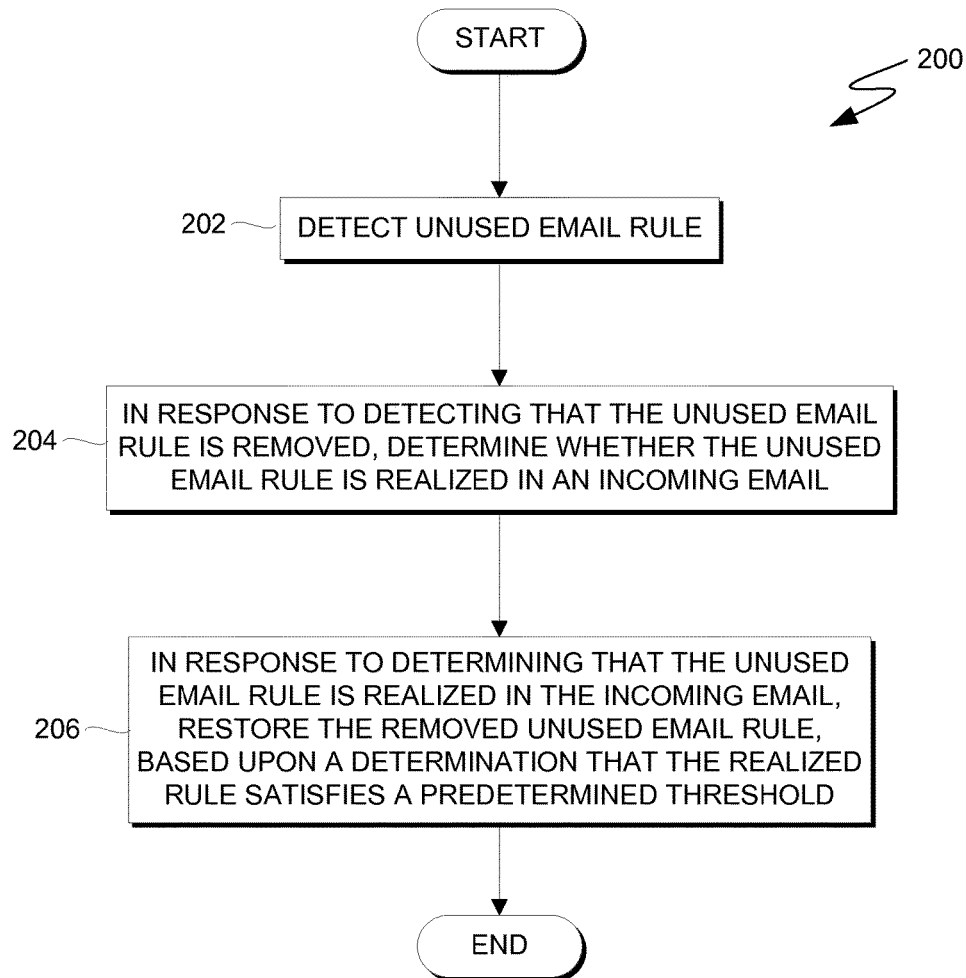 START
200
202
DETECT UNUSED EMAIL RULE
204
IN RESPONSE TO DETECTING THAT THE UNUSED EMAIL
RULE IS REMOVED, DETERMINE WHETHER THE UNUSED
EMAIL RULE IS REALIZED IN AN INCOMING EMAIL
206
IN RESPONSE TO DETERMINING THAT THE UNUSED
EMAIL RULE IS REALIZED IN THE INCOMING EMAIL,
RESTORE THE REMOVED UNUSED EMAIL RULE,
BASED UPON A DETERMINATION THAT THE REALIZED
RULE SATISFIES A PREDETERMINED THRESHOLD
END